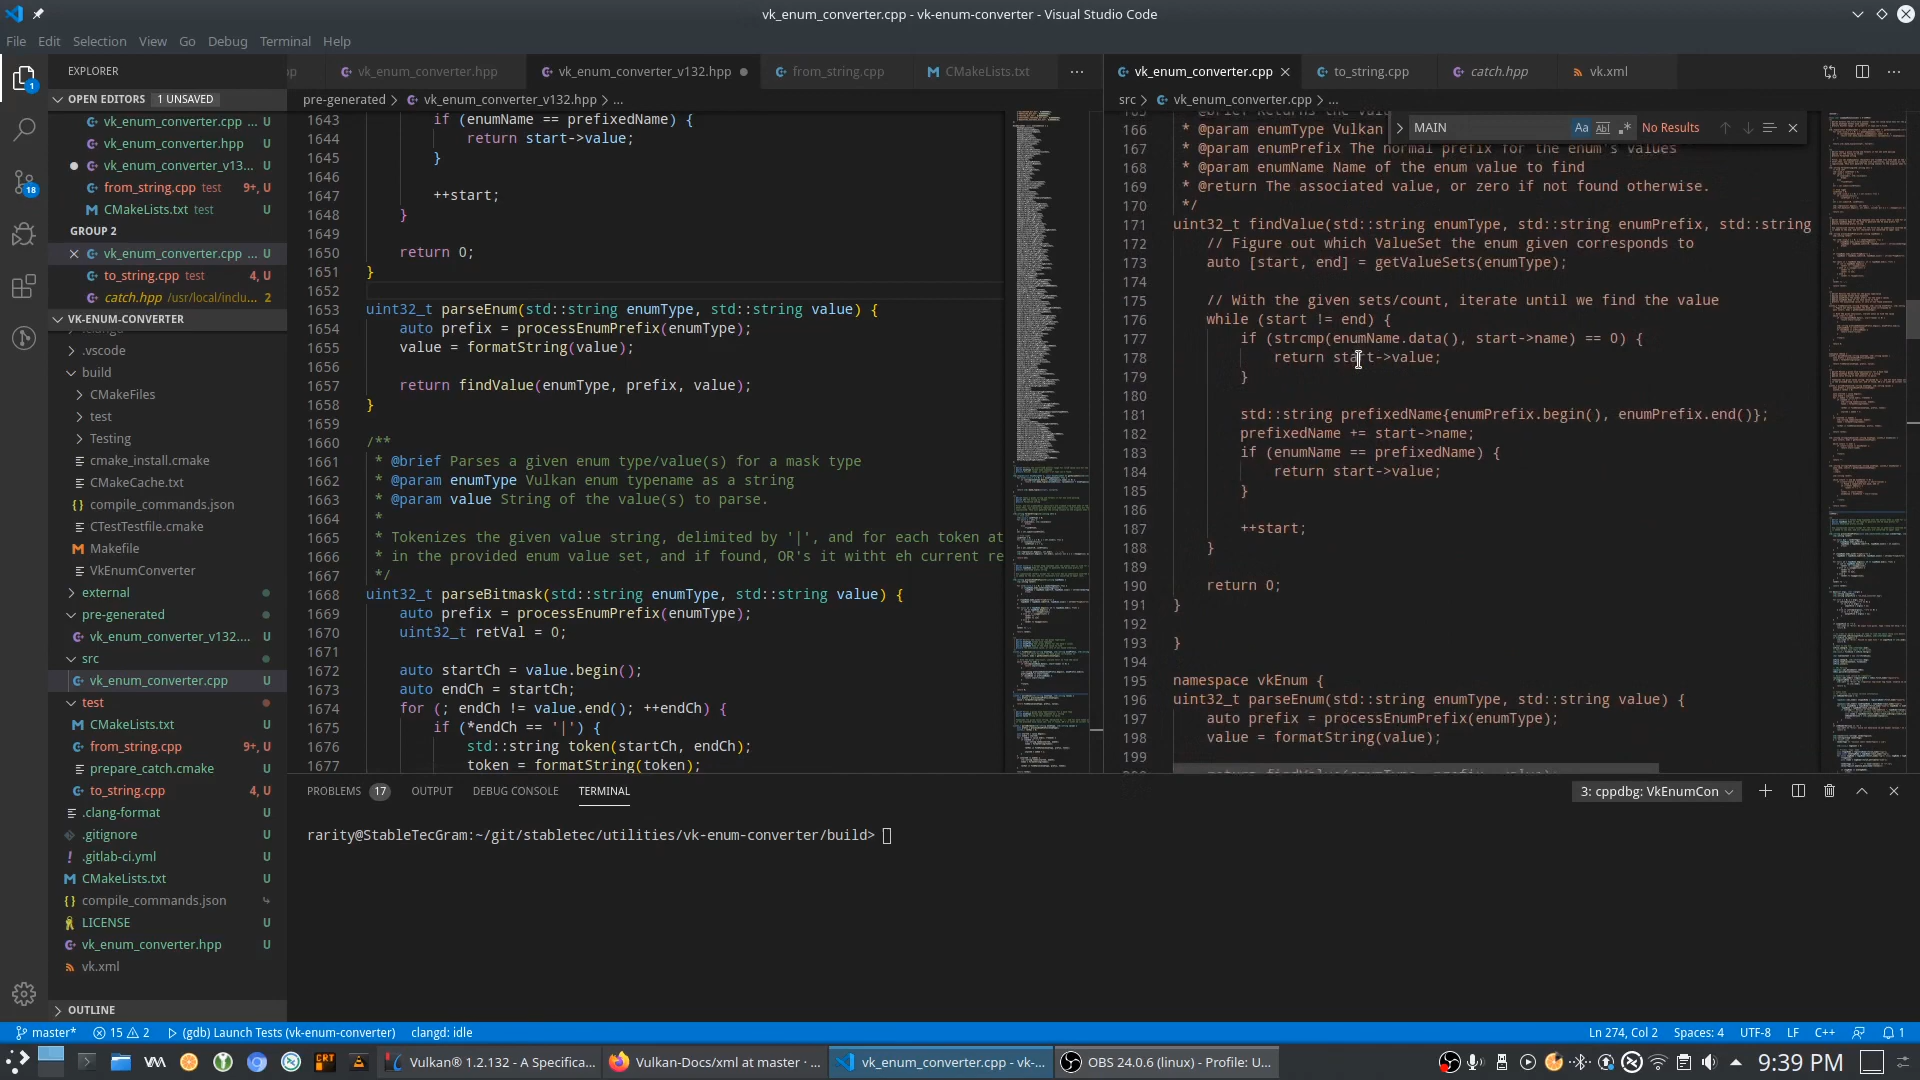 vk_enum_converter.cpp - vk-enum-converter - Visual Studio Code
File Edit Selection View Go Debug Terminal Help
EXPLORER
OPEN EDITORS 1 UNSAVED
vk_enum_converter.cpp ... U
vk_enum_converter.hpp U
vk_enum_converter_v13... U
from_string.cpp test 9+, U
CMakeLists.txt test U
GROUP 2
vk_enum_converter.cpp ... U
to_string.cpp test 4, U
catch.hpp /usr/local/inclu... 2
VK-ENUM-CONVERTER
.vscode
build
CMakeFiles
test
Testing
cmake_install.cmake
CMakeCache.txt
compile_commands.json
CTestTestfile.cmake
Makefile
VkEnumConverter
external
pre-generated
vk_enum_converter_v132.... U
src
vk_enum_converter.cpp U
test
CMakeLists.txt U
from_string.cpp 9+, U
prepare_catch.cmake U
to_string.cpp 4, U
.clang-format U
.gitignore U
.gitlab-ci.yml U
CMakeLists.txt U
compile_commands.json
LICENSE U
vk_enum_converter.hpp U
vk.xml
OUTLINE
pp vk_enum_converter.hpp vk_enum_converter_v132.hpp from_string.cpp CMakeLists.txt
pre-generated > vk_enum_converter_v132.hpp > ...
1643 if (enumName == prefixedName) {
1644 return start->value;
1645 }
1646
1647 ++start;
1648 }
1649
1650 return 0;
1651 }
1652
1653 uint32_t parseEnum(std::string enumType, std::string value) {
1654 auto prefix = processEnumPrefix(enumType);
1655 value = formatString(value);
1656
1657 return findValue(enumType, prefix, value);
1658 }
1659
1660 /**
1661 * @brief Parses a given enum type/value(s) for a mask type
1662 * @param enumType Vulkan enum typename as a string
1663 * @param value String of the value(s) to parse.
1664 *
1665 * Tokenizes the given value string, delimited by '|', and for each token at
1666 * in the provided enum value set, and if found, OR's it witht eh current re
1667 */
1668 uint32_t parseBitmask(std::string enumType, std::string value) {
1669 auto prefix = processEnumPrefix(enumType);
1670 uint32_t retVal = 0;
1671
1672 auto startCh = value.begin();
1673 auto endCh = startCh;
1674 for (; endCh != value.end(); ++endCh) {
1675 if (*endCh == '|') {
1676 std::string token(startCh, endCh);
1677 token = formatString(token);
vk_enum_converter.cpp to_string.cpp catch.hpp vk.xml
src > vk_enum_converter.cpp > ...
MAIN Aa Abl No Results
166 * @param enumType Vulkan
167 * @param enumPrefix The normal prefix for the enum's values
168 * @param enumName Name of the enum value to find
169 * @return The associated value, or zero if not found otherwise.
170 */
171 uint32_t findValue(std::string enumType, std::string enumPrefix, std::string
172 // Figure out which ValueSet the enum given corresponds to
173 auto [start, end] = getValueSets(enumType);
174
175 // With the given sets/count, iterate until we find the value
176 while (start != end) {
177 if (strcmp(enumName.data(), start->name) == 0) {
178 return start->value;
179 }
180
181 std::string prefixedName{enumPrefix.begin(), enumPrefix.end()};
182 prefixedName += start->name;
183 if (enumName == prefixedName) {
184 return start->value;
185 }
186
187 ++start;
188 }
189
190 return 0;
191 }
192
193 }
194
195 namespace vkEnum {
196 uint32_t parseEnum(std::string enumType, std::string value) {
197 auto prefix = processEnumPrefix(enumType);
198 value = formatString(value);
199
PROBLEMS 17 OUTPUT DEBUG CONSOLE TERMINAL 3: cppdbg: VkEnumCon
rarity@StableTecGram:~/git/stabletec/utilities/vk-enum-converter/build>
master* 15 2 (gdb) Launch Tests (vk-enum-converter) clangd: idle Ln 274, Col 2 Spaces: 4 UTF-8 LF C++ 1
Vulkan® 1.2.132 - A Specifica... Vulkan-Docs/xml at master · ... vk_enum_converter.cpp - vk-... OBS 24.0.6 (linux) - Profile: U... 9:39 PM